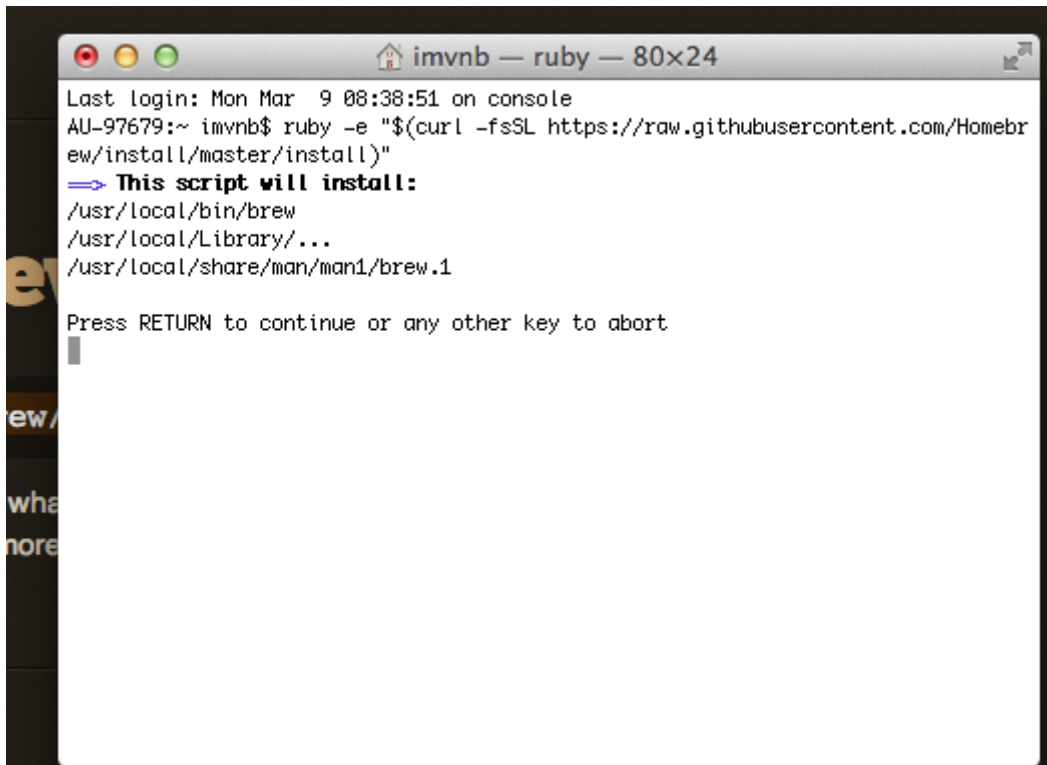 imvnb — ruby — 80×24
Last login: Mon Mar  9 08:38:51 on console
AU-97679:~ imvnb$ ruby -e "$(curl -fsSL https://raw.githubusercontent.com/Homebr
ew/install/master/install)"
==> This script will install:
/usr/local/bin/brew
/usr/local/Library/...
/usr/local/share/man/man1/brew.1
Press RETURN to continue or any other key to abort
ew/